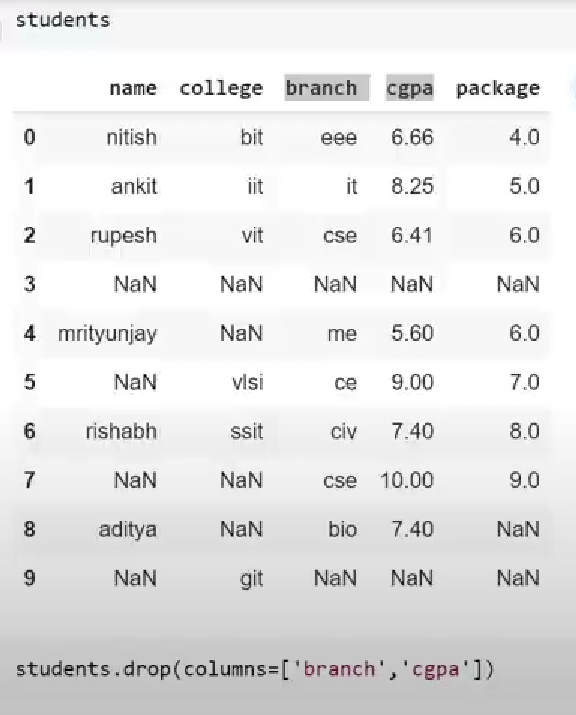 students
name college branch cgpa package
0 nitish bit eee 6.66 4.0
1 ankit iit it 8.25 5.0
2 rupesh vit cse 6.41 6.0
3 NaN NaN NaN NaN NaN
4 mrityunjay NaN me 5.60 6.0
5 NaN vlsi ce 9.00 7.0
6 rishabh ssit civ 7.40 8.0
7 NaN NaN cse 10.00 9.0
8 aditya NaN bio 7.40 NaN
9 NaN git NaN NaN NaN
students.drop(columns=['branch','cgpa'])